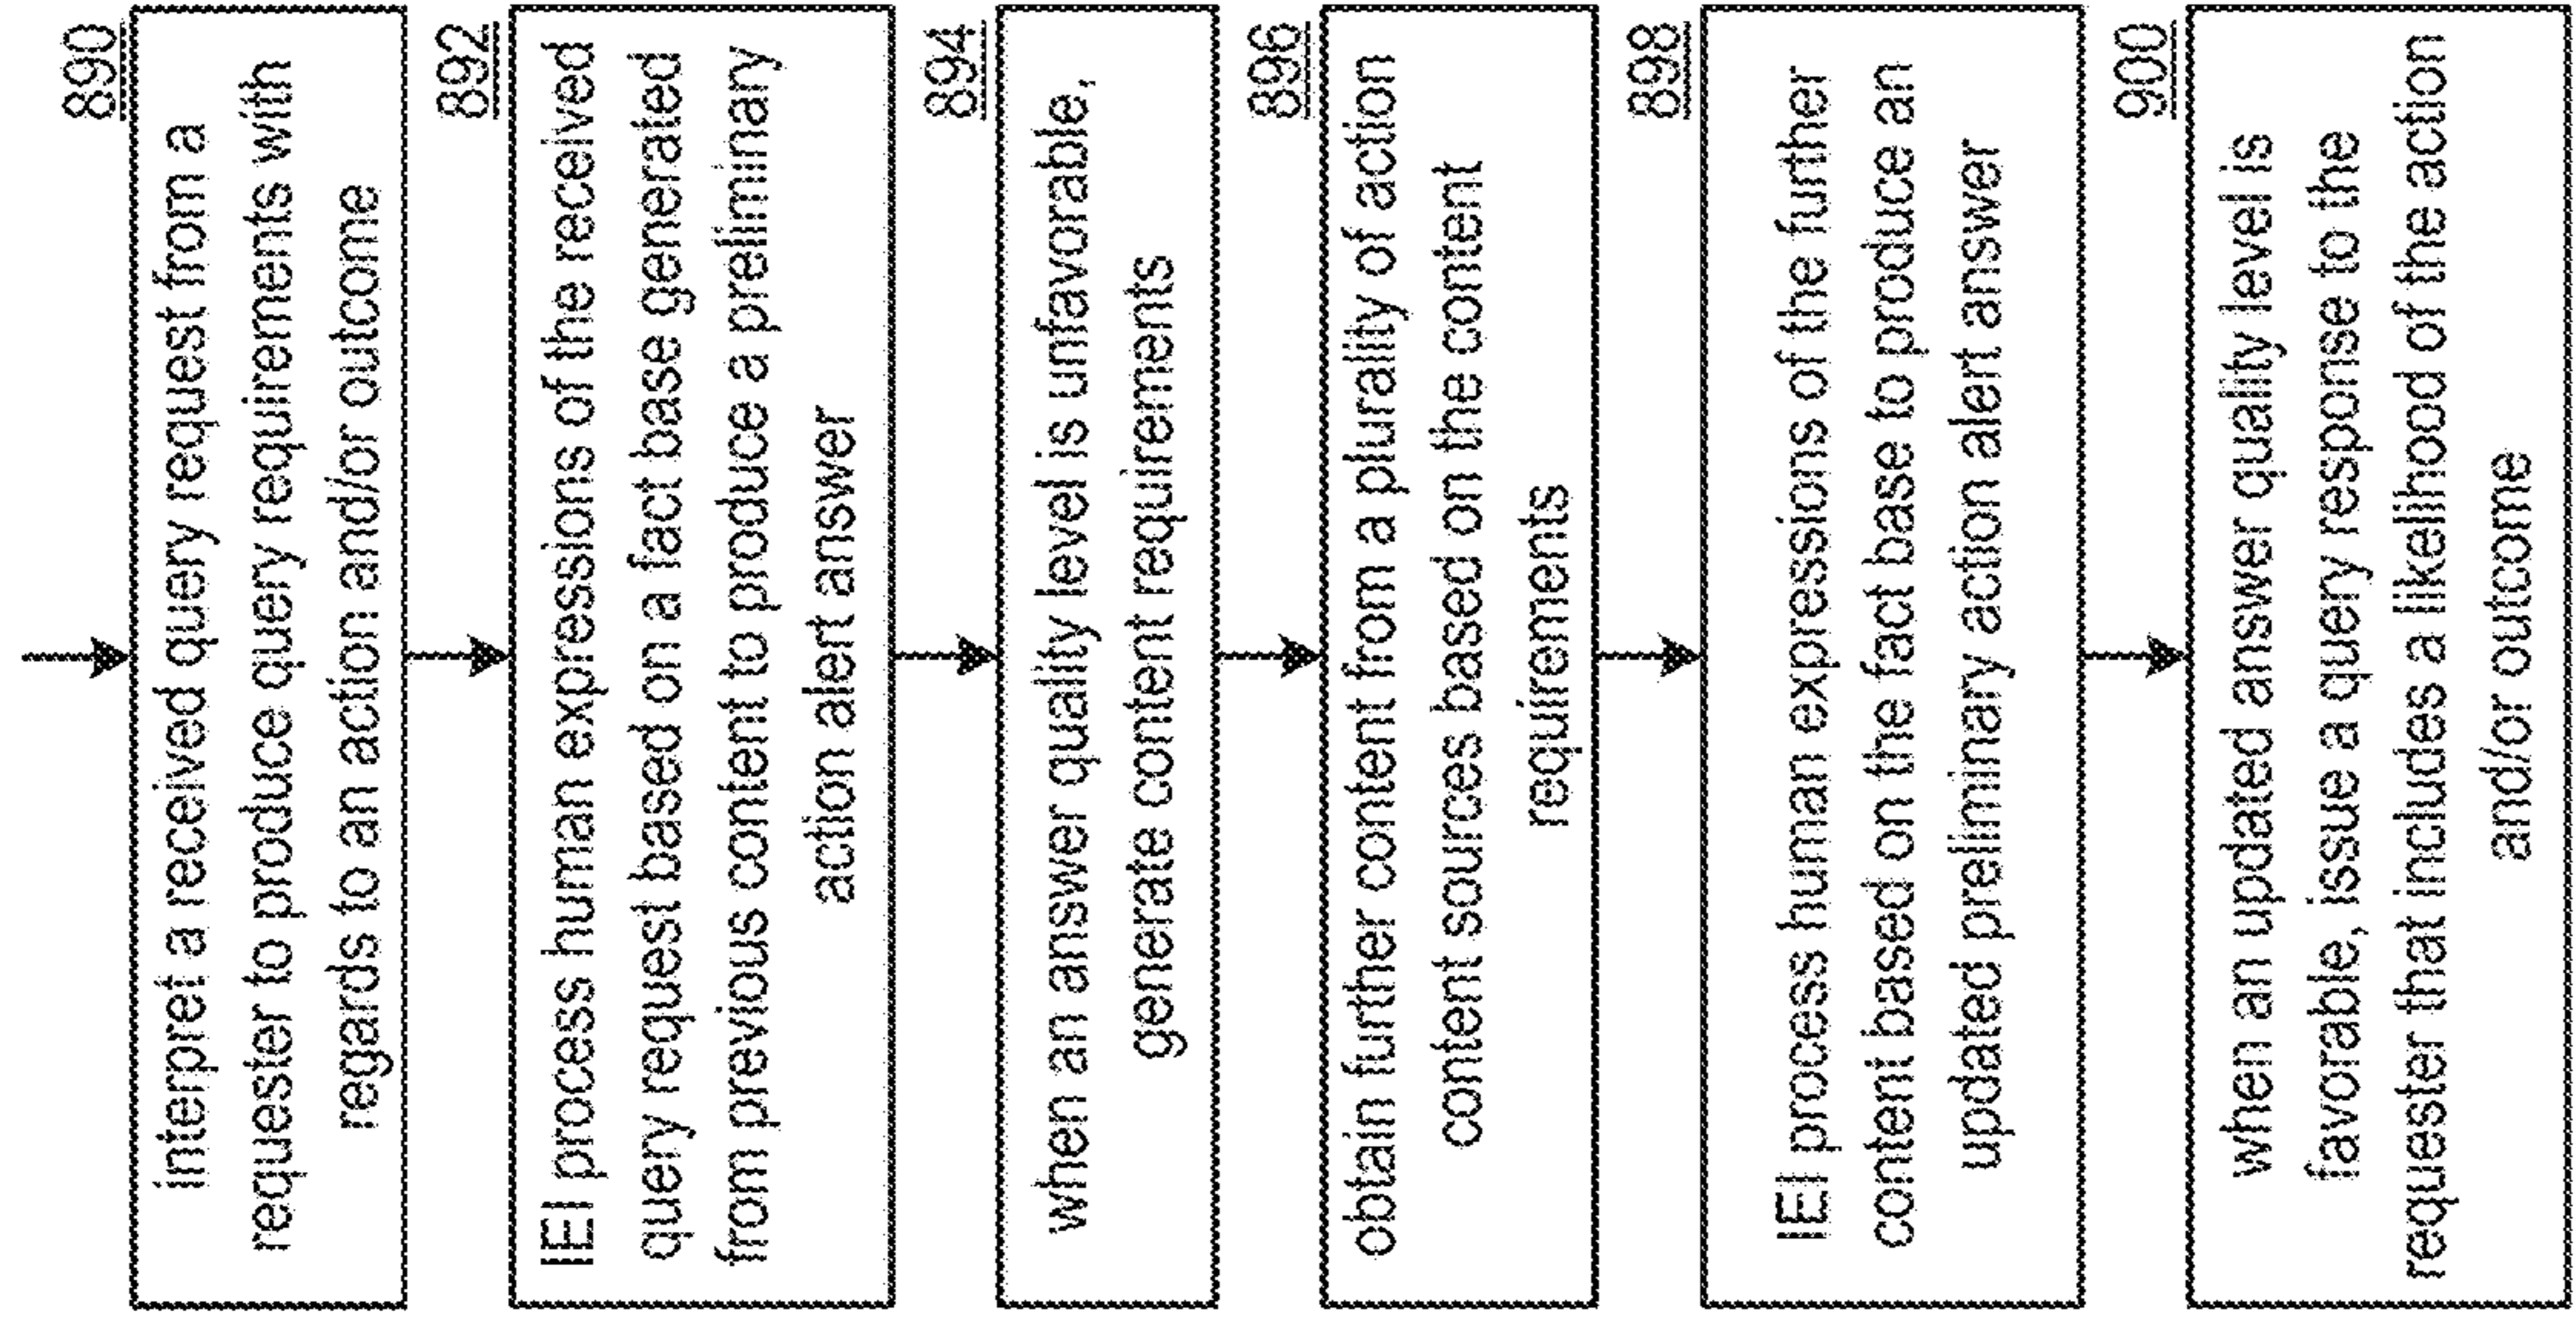 890
interpret a received query request from a
requester to produce query requirements with
regards to an action and/or outcome
892
IEI process human expressions of the received
query request based on a fact base generated
from previous content to produce a preliminary
action alert answer
894
when an answer quality level is unfavorable,
generate content requirements
896
obtain further content from a plurality of action
content sources based on the content
requirements
898
IEI process human expressions of the further
content based on the fact base to produce an
updated preliminary action alert answer
900
when an updated answer quality level is
favorable, issue a query response to the
requester that includes a likelihood of the action
and/or outcome